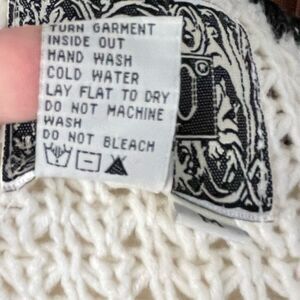 TURN GARMENT
INSIDE OUT
HAND WASH
COLD WATER
LAY FLAT TO DRY
DO NOT MACHINE
WASH
DO NOT BLEACH